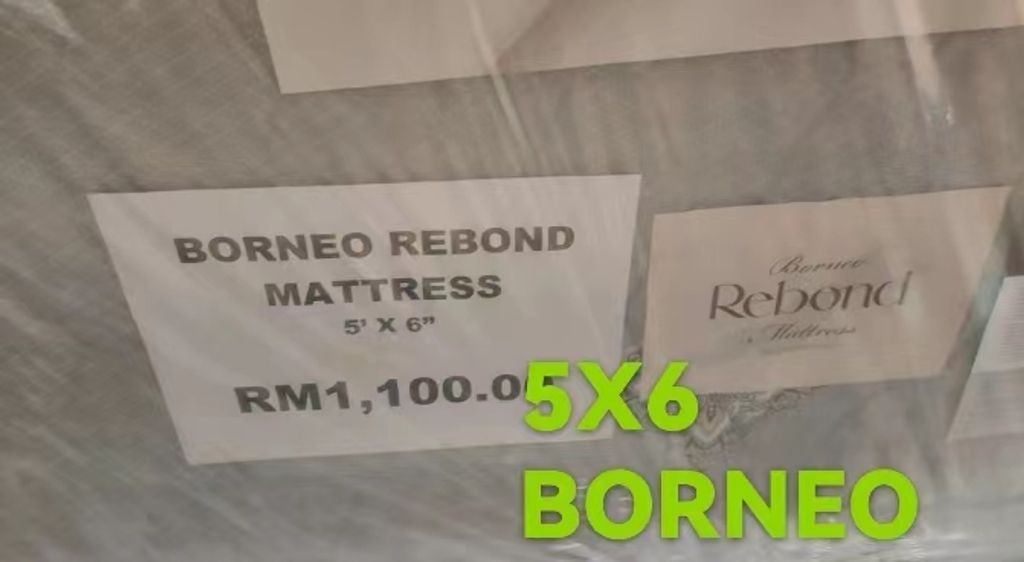 BORNEO REBOND
MATTRESS
5' X 6”
RM1,100.0
Borneo
Rebond
Mattress
5X6
BORNEO